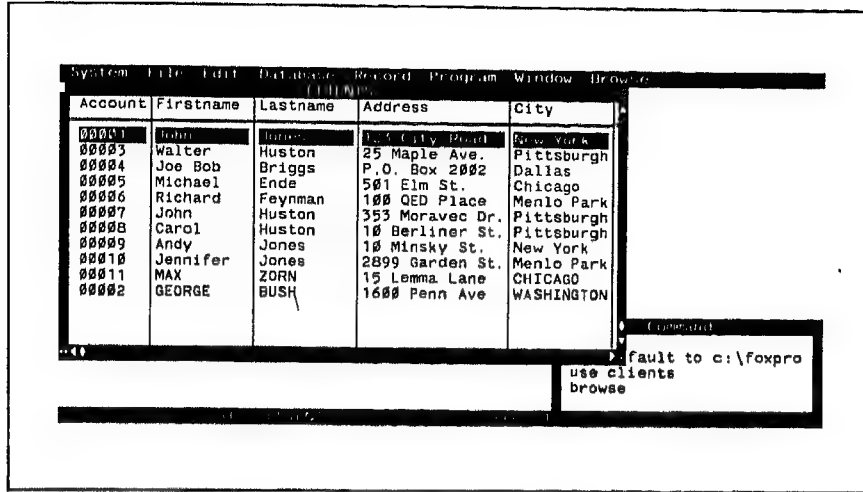 System File Edit Database Record Program Window Browse
CLIENTS
Account Firstname Lastname Address City
00001 John Jones 123 City Road New York
00003 Walter Huston 25 Maple Ave. Pittsburgh
00004 Joe Bob Briggs P.O. Box 2002 Dallas
00005 Michael Ende 501 Elm St. Chicago
00006 Richard Feynman 100 QED Place Menlo Park
00007 John Huston 353 Moravec Dr. Pittsburgh
00008 Carol Huston 10 Berliner St. Pittsburgh
00009 Andy Jones 10 Minsky St. New York
00010 Jennifer Jones 2899 Garden St. Menlo Park
00011 MAX ZORN 15 Lemma Lane CHICAGO
00002 GEORGE BUSH 1600 Penn Ave WASHINGTON
Command
fault to c:\foxpro
use clients
browse